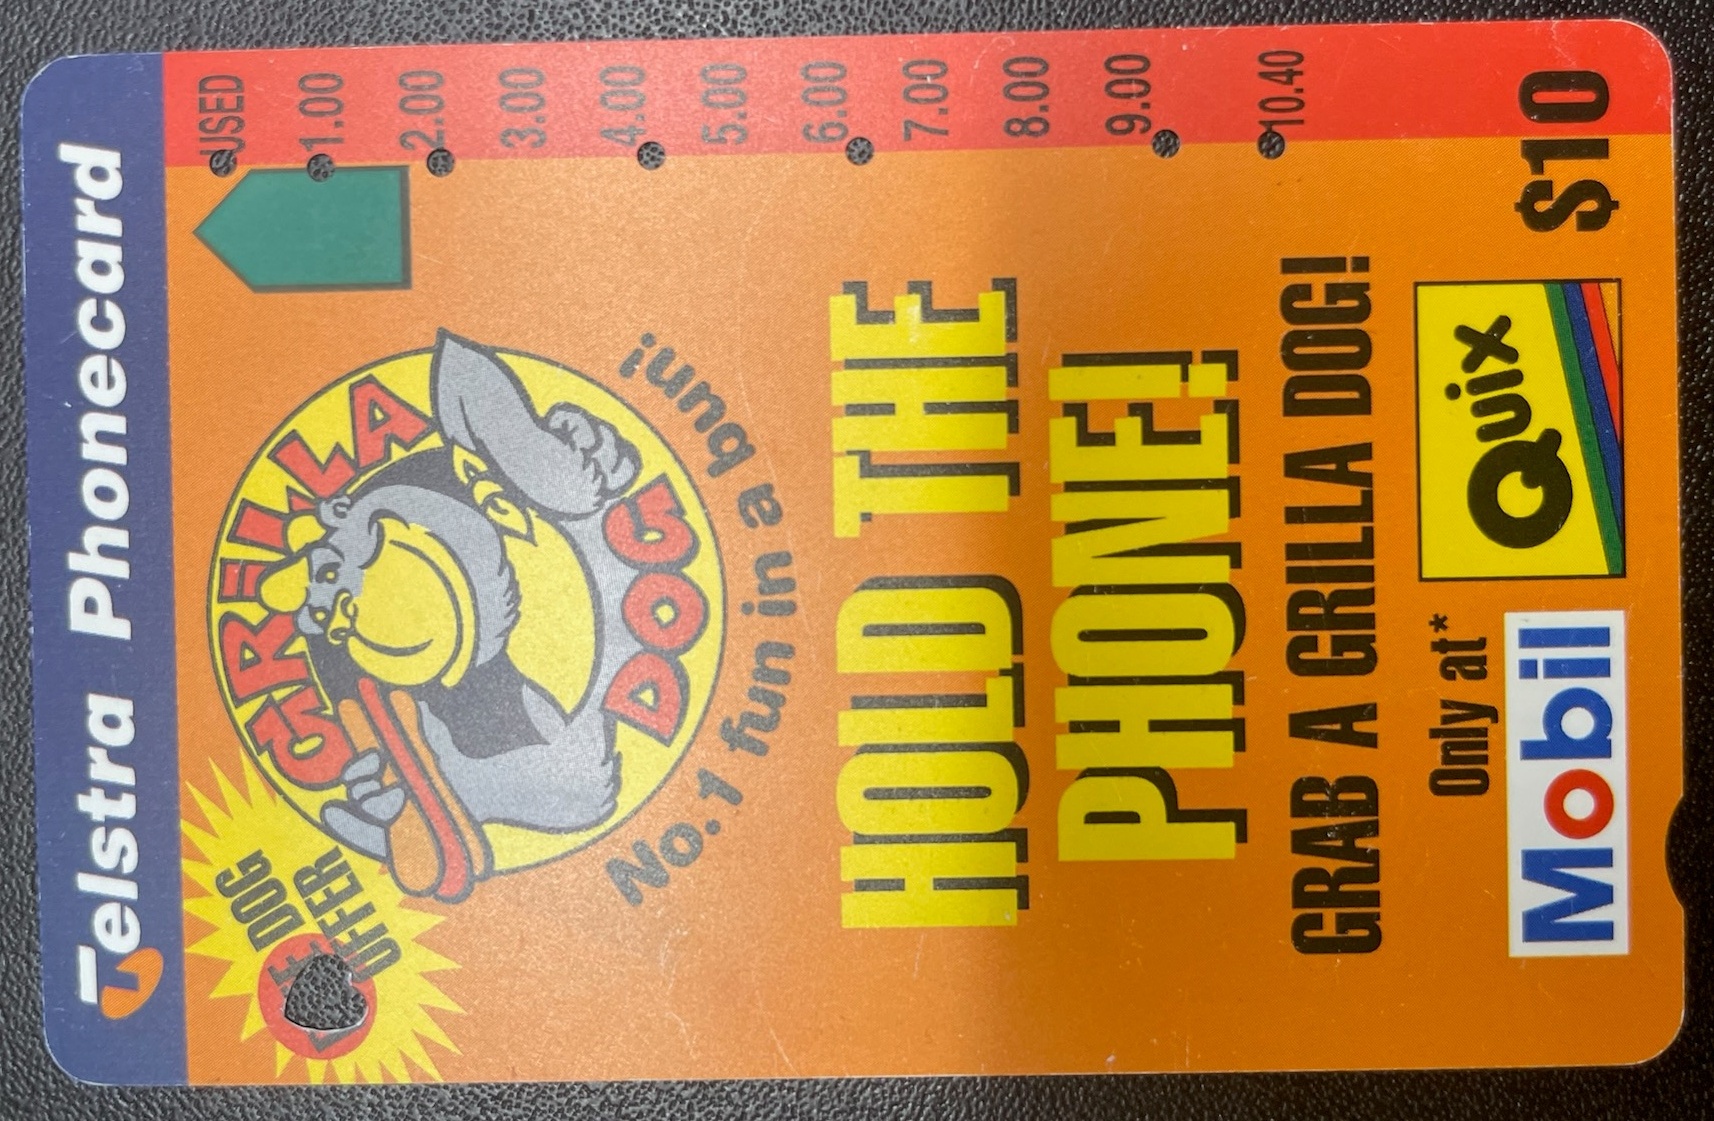 Telstra Phonecard
USED
1.00
2.00
3.00
4.00
5.00
6.00
7.00
8.00
9.00
10.40
DOG
OFFER
GRILLA
DOG
No.1 fun in a bun!
HOLD THE
PHONE!
GRAB A GRILLA DOG!
Only at*
Mobil
Quix
$10